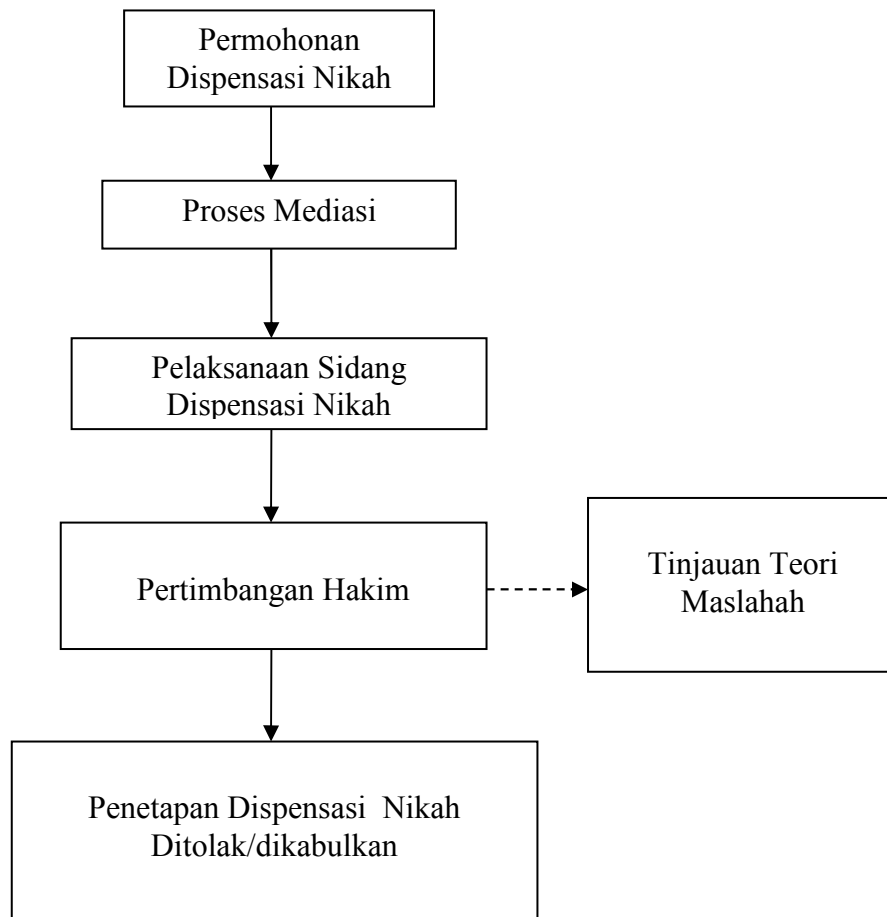 Permohonan
Dispensasi Nikah
Proses Mediasi
Pelaksanaan Sidang
Dispensasi Nikah
Pertimbangan Hakim
Tinjauan Teori
Maslahah
Penetapan Dispensasi  Nikah
Ditolak/dikabulkan